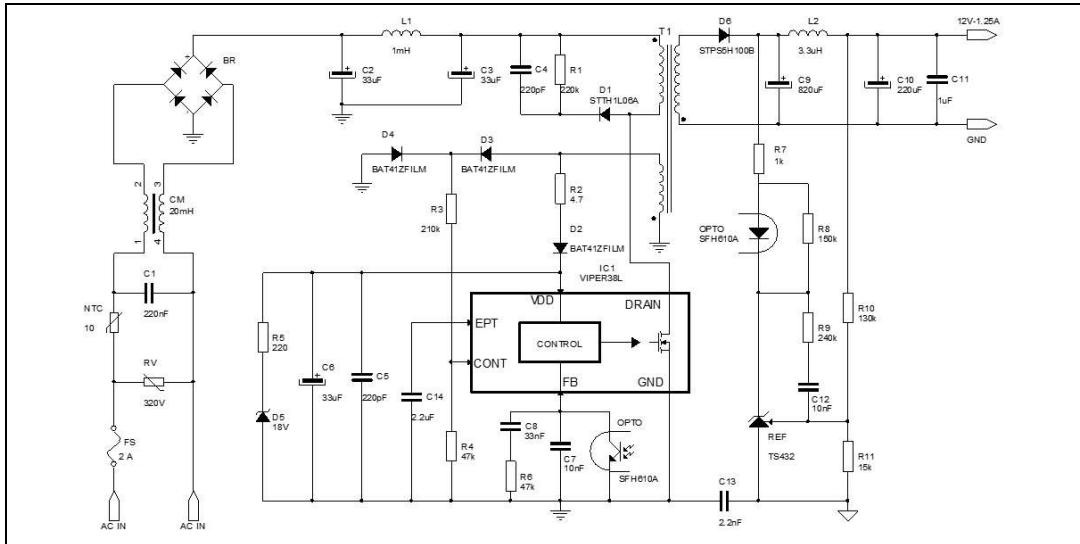 BR
2
3
CM
20mH
1
4
C1
220nF
NTC
10
RV
320V
FS
2 A
AC IN
AC IN
L1
1mH
C2
33uF
C3
33uF
C4
220pF
R1
220k
D1
STTH1L06A
T1
D6
STPS5H100B
L2
3.3uH
12V-1.25A
C9
820uF
C10
220uF
C11
1uF
GND
D4
BAT41ZFILM
D3
BAT41ZFILM
R2
4.7
R3
210k
D2
BAT41ZFILM
R7
1k
OPTO
SFH610A
R8
150k
IC1
VIPER38L
VDD
DRAIN
EPT
CONTROL
CONT
FB
GND
R10
130k
R9
240k
R5
220
C6
33uF
C5
220pF
C14
2.2uF
D5
18V
C12
10nF
REF
TS432
R4
47k
C8
33nF
C7
10nF
R6
47k
OPTO
SFH610A
R11
15k
C13
2.2nF